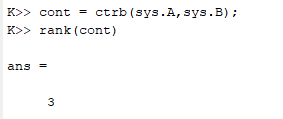 K>> cont = ctrb(sys.A,sys.B);
K>> rank(cont)
ans =
3